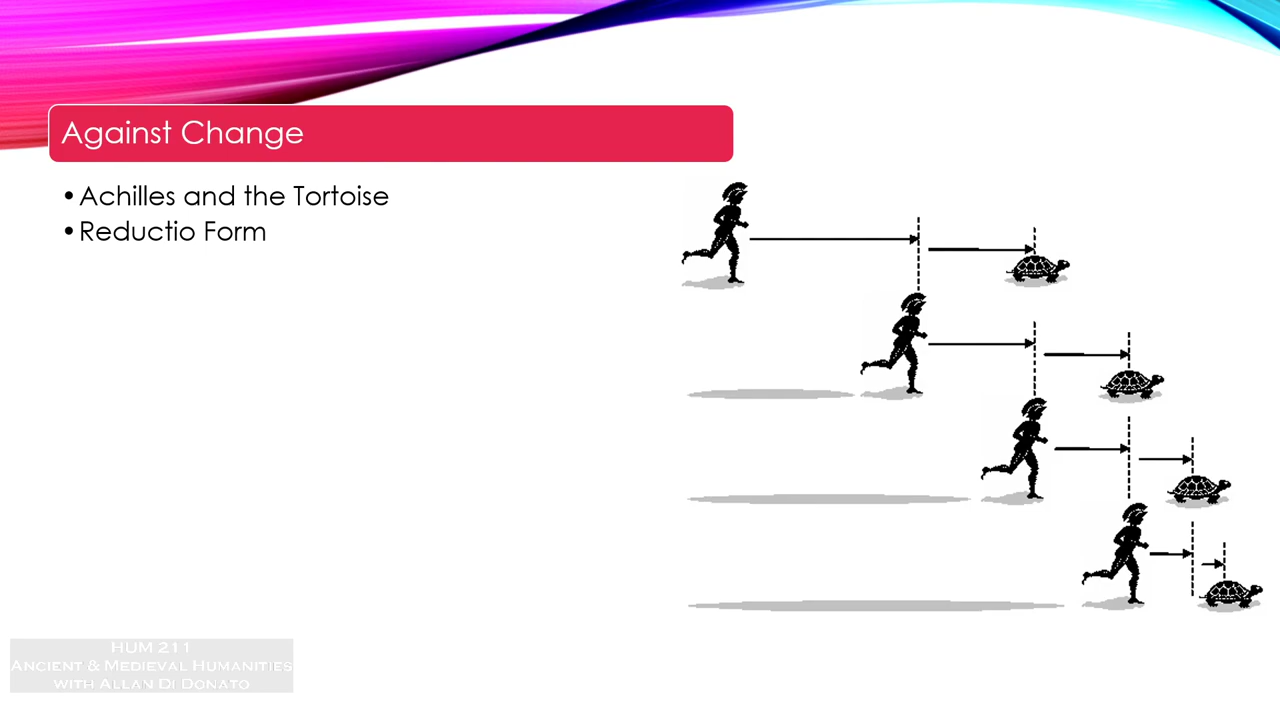 Against Change
•Achilles and the Tortoise
•Reductio Form
HUM 211
Ancient & Medieval Humanities
with Allan Di Donato